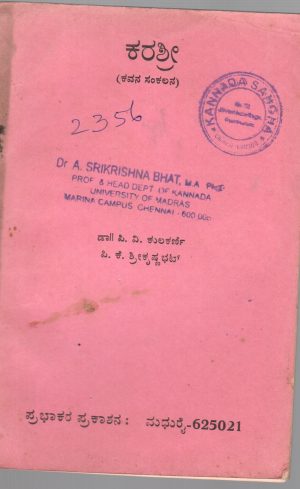 ಕರಶ್ರೀ
(ಕವನ ಸಂಕಲನ)
KANNADA SANGHA
2356
Dr A. SRIKRISHNA BHAT, M.A. PhD
PROF & HEAD DEPT. OF KANNADA
UNIVERSITY OF MADRAS
MARINA CAMPUS CHENNAI - 600 005
ಡಾ|| ಪಿ. ವಿ. ಕುಲಕರ್ಣಿ
ಪಿ. ಕೆ. ಶ್ರೀಕೃಷ್ಣಭಟ್
ಪ್ರಭಾಕರ ಪ್ರಕಾಶನ : ಮಧುರೈ-625021